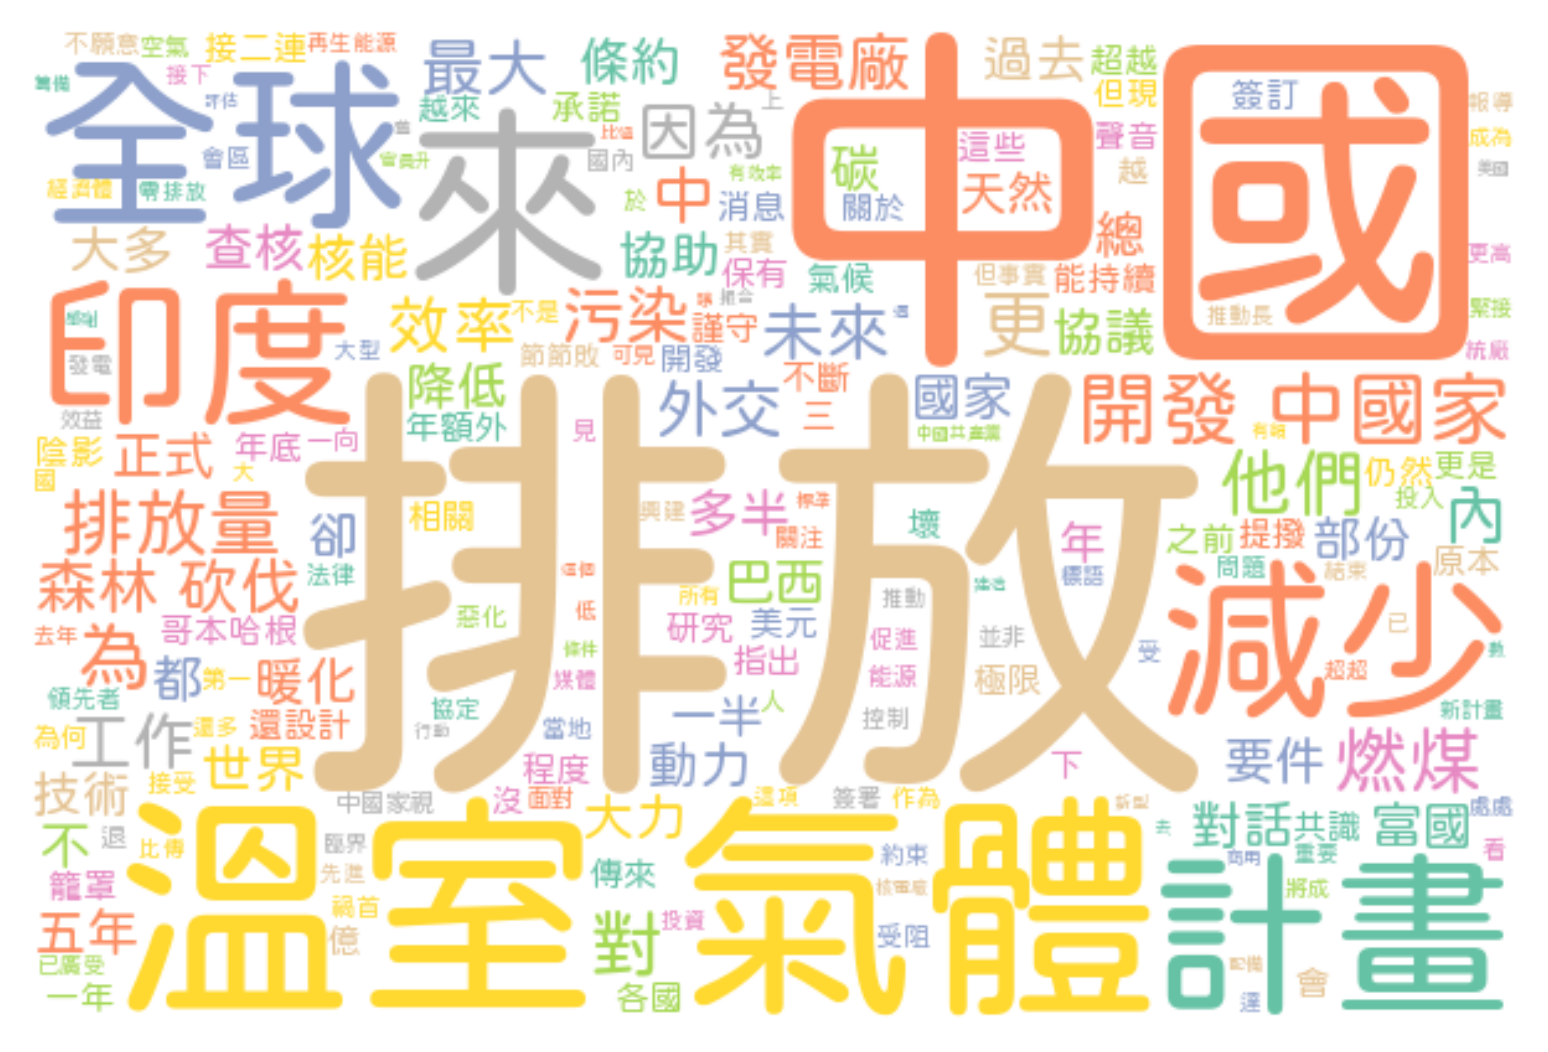 不願意 空氣 接二連 再生能源 最大 條約 發電廠 過去 超越
籌備 全球 接下 評估 越來 承諾 上 中國 但現 簽訂 報導
來 比值 因為 這些 聲音 成為
會區 國內 碳 越 美國
經濟體 零排放 有效率 於 中 消息 關於 天然 總
大多 查核 核能 協助 其實 保有 氣候 但事實 能持續 更高
印度 效率 不是 污染 謹守 未來 更 協議 推動長 緊接
發電 大型 節節敗 可見 開發
效益 降低 外交 不斷 國家 開發 中國家
年額外 三 中國共產黨
陰影 正式 年底 一向 見 排放 他們 仍然 更是
國 大 投入 內
排放量 卻 相關 興建 多半 標準 壞 年 之前 提撥 部份
關注 原本
森林 砍伐 法律 巴西 標語 問題 結束
去年 為 哥本哈根 惡化 低 所有 美元 推動 減少 已
研究 促進 並非
都 第一 暖化 條件 指出 受 超超
領先者 媒體 能源 極限
為何 工作 還多 還設計 協定 行動 當地 一半 人 控制 新計畫
技術 接受 世界 程度 動力 下 要件 燃煤
中國家視 沒 面對 大力 這項 簽署 作為 新型 處處
不 退 比傳 溫室 氣體 臨界 約束 去 對話 共識 富國
籠罩 先進 傳來 商用 重要 看
五年 禍首 億 對 投資 核電廠 受阻 計畫 將成
已廣受 配備
一年 各國 達 會